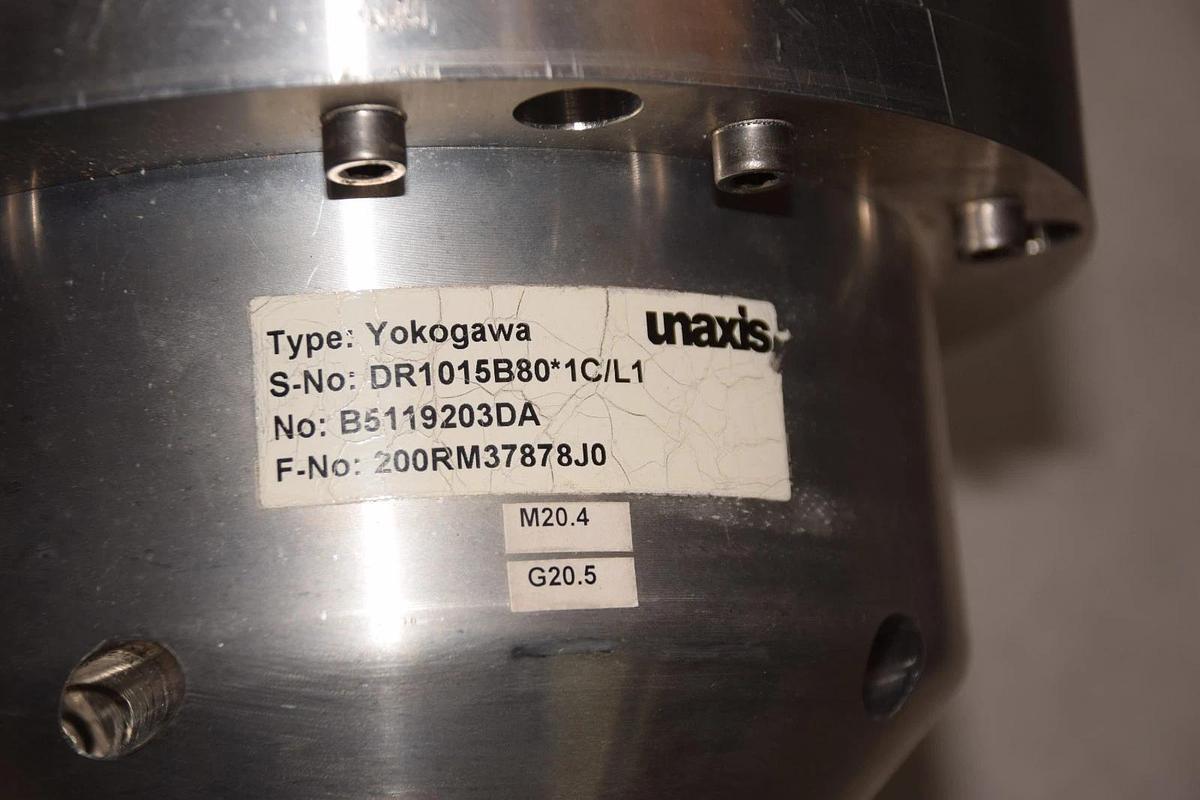 unaxis
Type: Yokogawa
S-No: DR1015B80*1C/L1
No: B5119203DA
F-No: 200RM37878J0
M20.4
G20.5